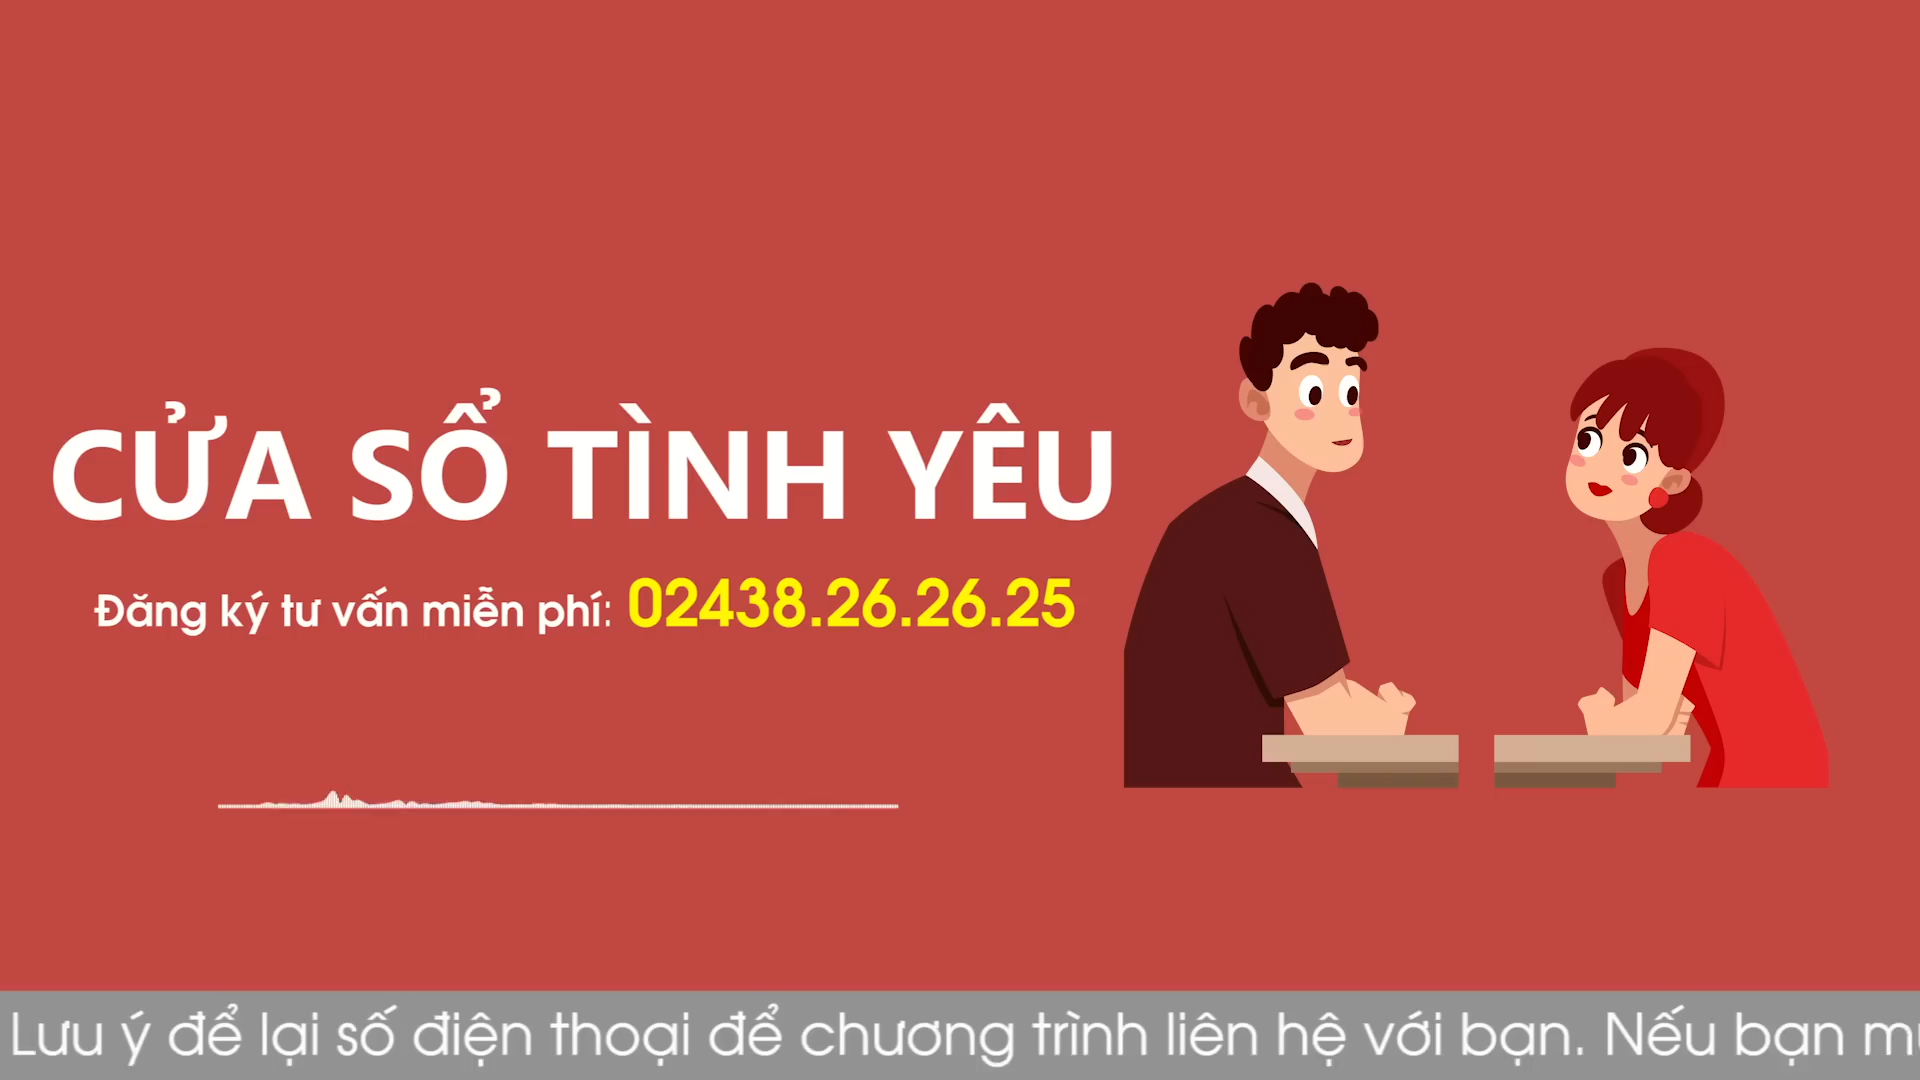 CỬA SỔ TÌNH YÊU
Đăng ký tư vấn miễn phí: 02438.26.26.25
Lưu ý để lại số điện thoại để chương trình liên hệ với bạn. Nếu bạn